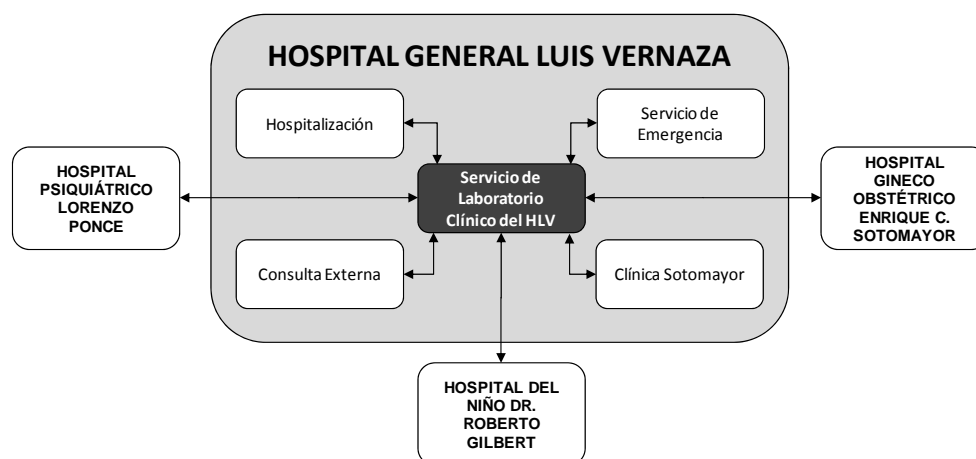 HOSPITAL GENERAL LUIS VERNAZA
Hospitalización
Servicio de
Emergencia
HOSPITAL
PSIQUIÁTRICO
LORENZO
PONCE
Servicio de
Laboratorio
Clínico del HLV
HOSPITAL
GINECO
OBSTÉTRICO
ENRIQUE C.
SOTOMAYOR
Consulta Externa
Clínica Sotomayor
HOSPITAL DEL
NIÑO DR.
ROBERTO
GILBERT